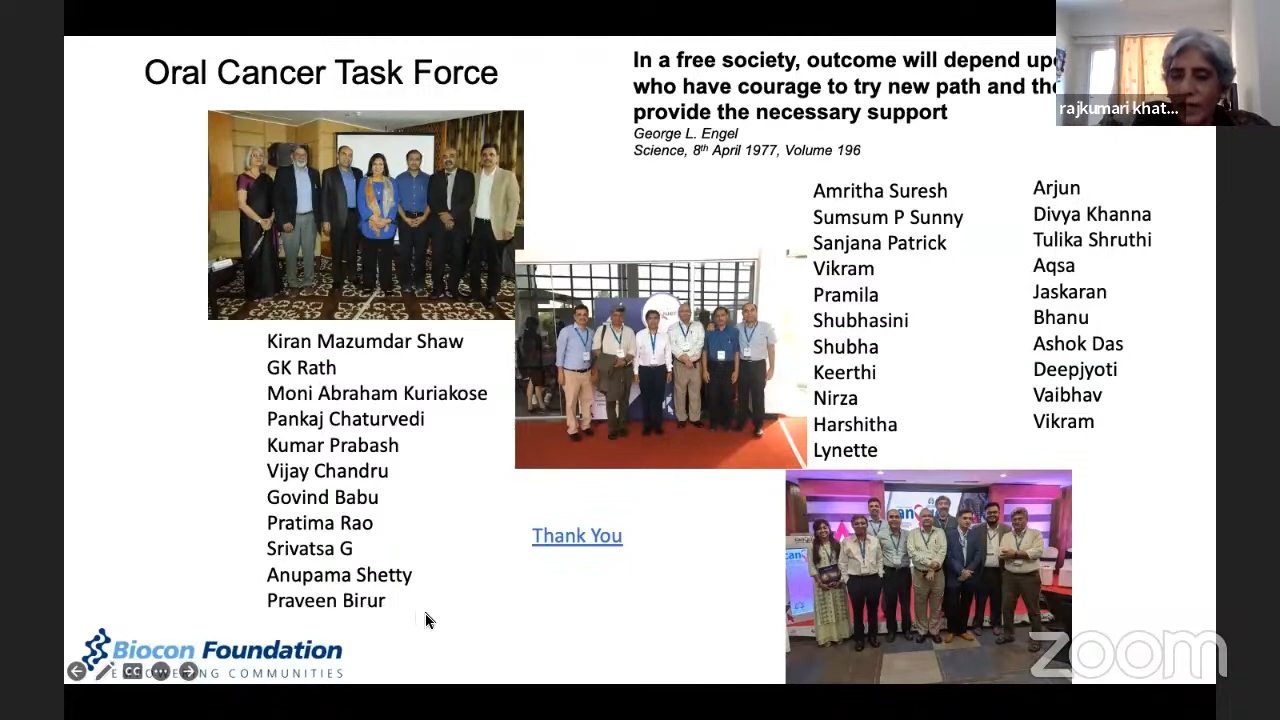 Oral Cancer Task Force
In a free society, outcome will depend
who have courage to try new path and
provide the necessary support
George L. Engel
Science, 8th April 1977, Volume 196
rajkumari khat...
Kiran Mazumdar Shaw
GK Rath
Moni Abraham Kuriakose
Pankaj Chaturvedi
Kumar Prabash
Vijay Chandru
Govind Babu
Pratima Rao
Srivatsa G
Anupama Shetty
Praveen Birur
Amritha Suresh
Sumsum P Sunny
Sanjana Patrick
Vikram
Pramila
Shubhasini
Shubha
Keerthi
Nirza
Harshitha
Lynette
Arjun
Divya Khanna
Tulika Shruthi
Aqsa
Jaskaran
Bhanu
Ashok Das
Deepjyoti
Vaibhav
Vikram
Thank You
Biocon Foundation
COMMUNITIES
CC
zoom